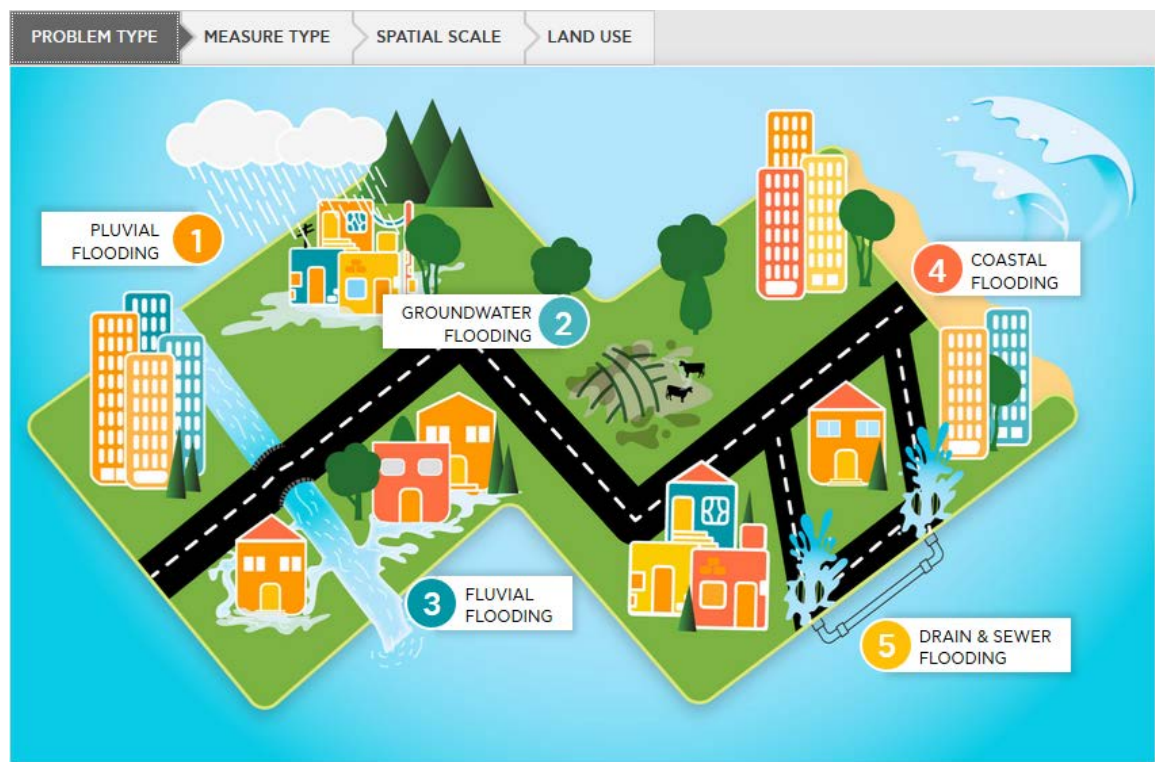 PROBLEM TYPE
MEASURE TYPE
SPATIAL SCALE
LAND USE
PLUVIAL
FLOODING
1
GROUNDWATER
FLOODING
2
3
FLUVIAL
FLOODING
4
COASTAL
FLOODING
5
DRAIN & SEWER
FLOODING